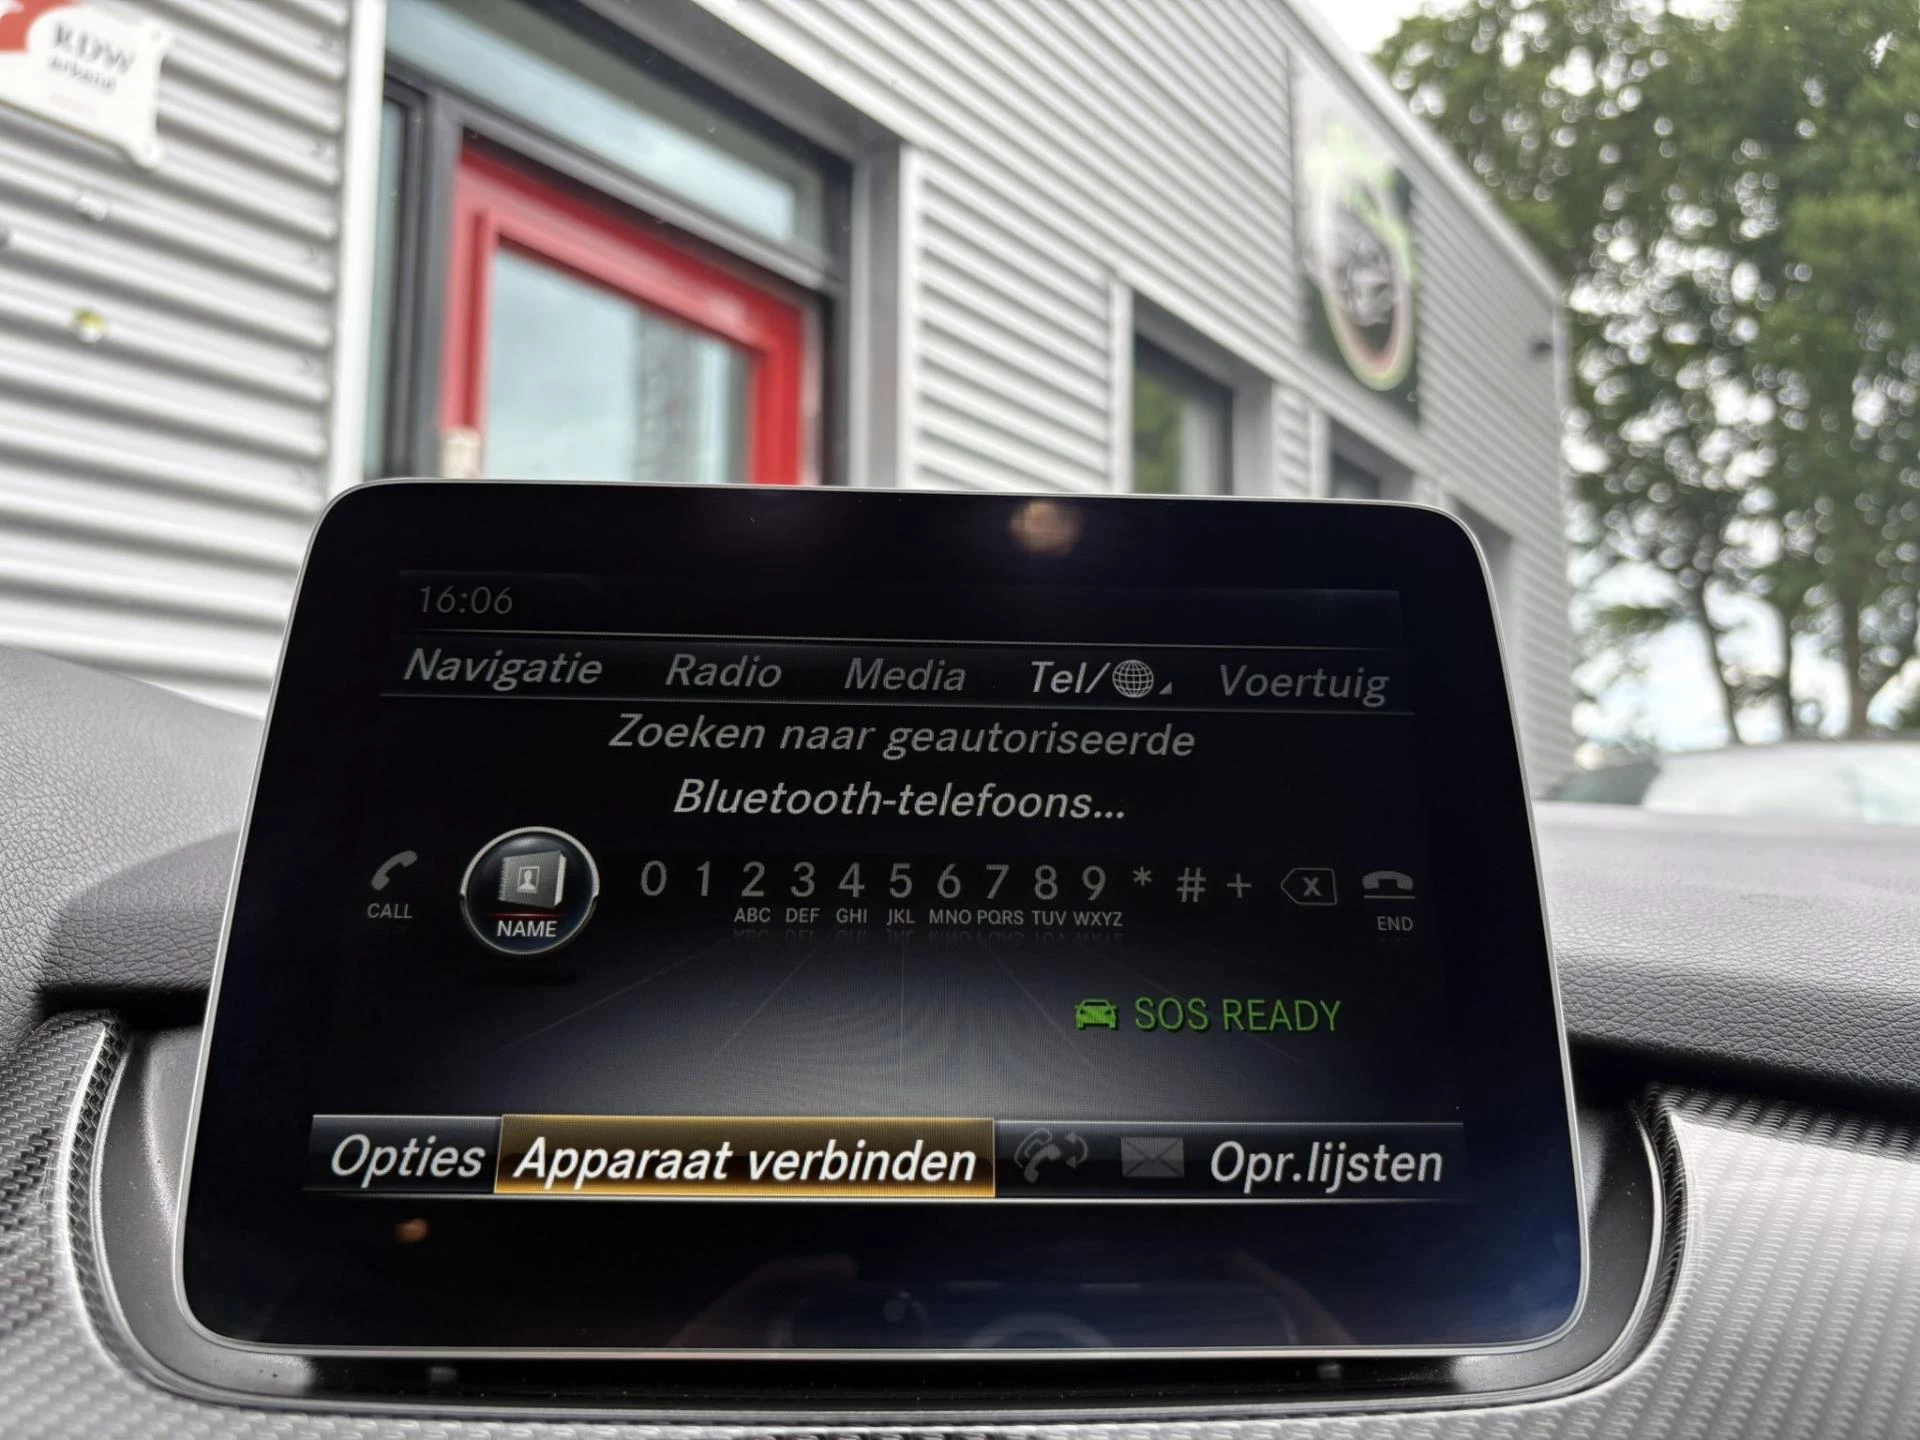 RDW
erkend
16:06
Navigatie Radio Media Tel/ Voertuig
Zoeken naar geautoriseerde
Bluetooth-telefoons...
0 1 2 3 4 5 6 7 8 9 * # +
CALL NAME ABC DEF GHI JKL MNO PQRS TUV WXYZ END
SOS READY
Opties Apparaat verbinden Opr.lijsten